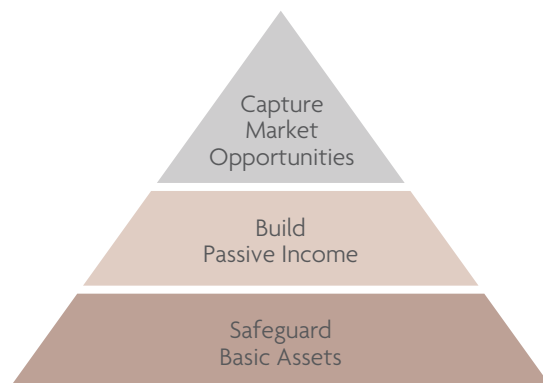 Capture
Market
Opportunities
Build
Passive Income
Safeguard
Basic Assets